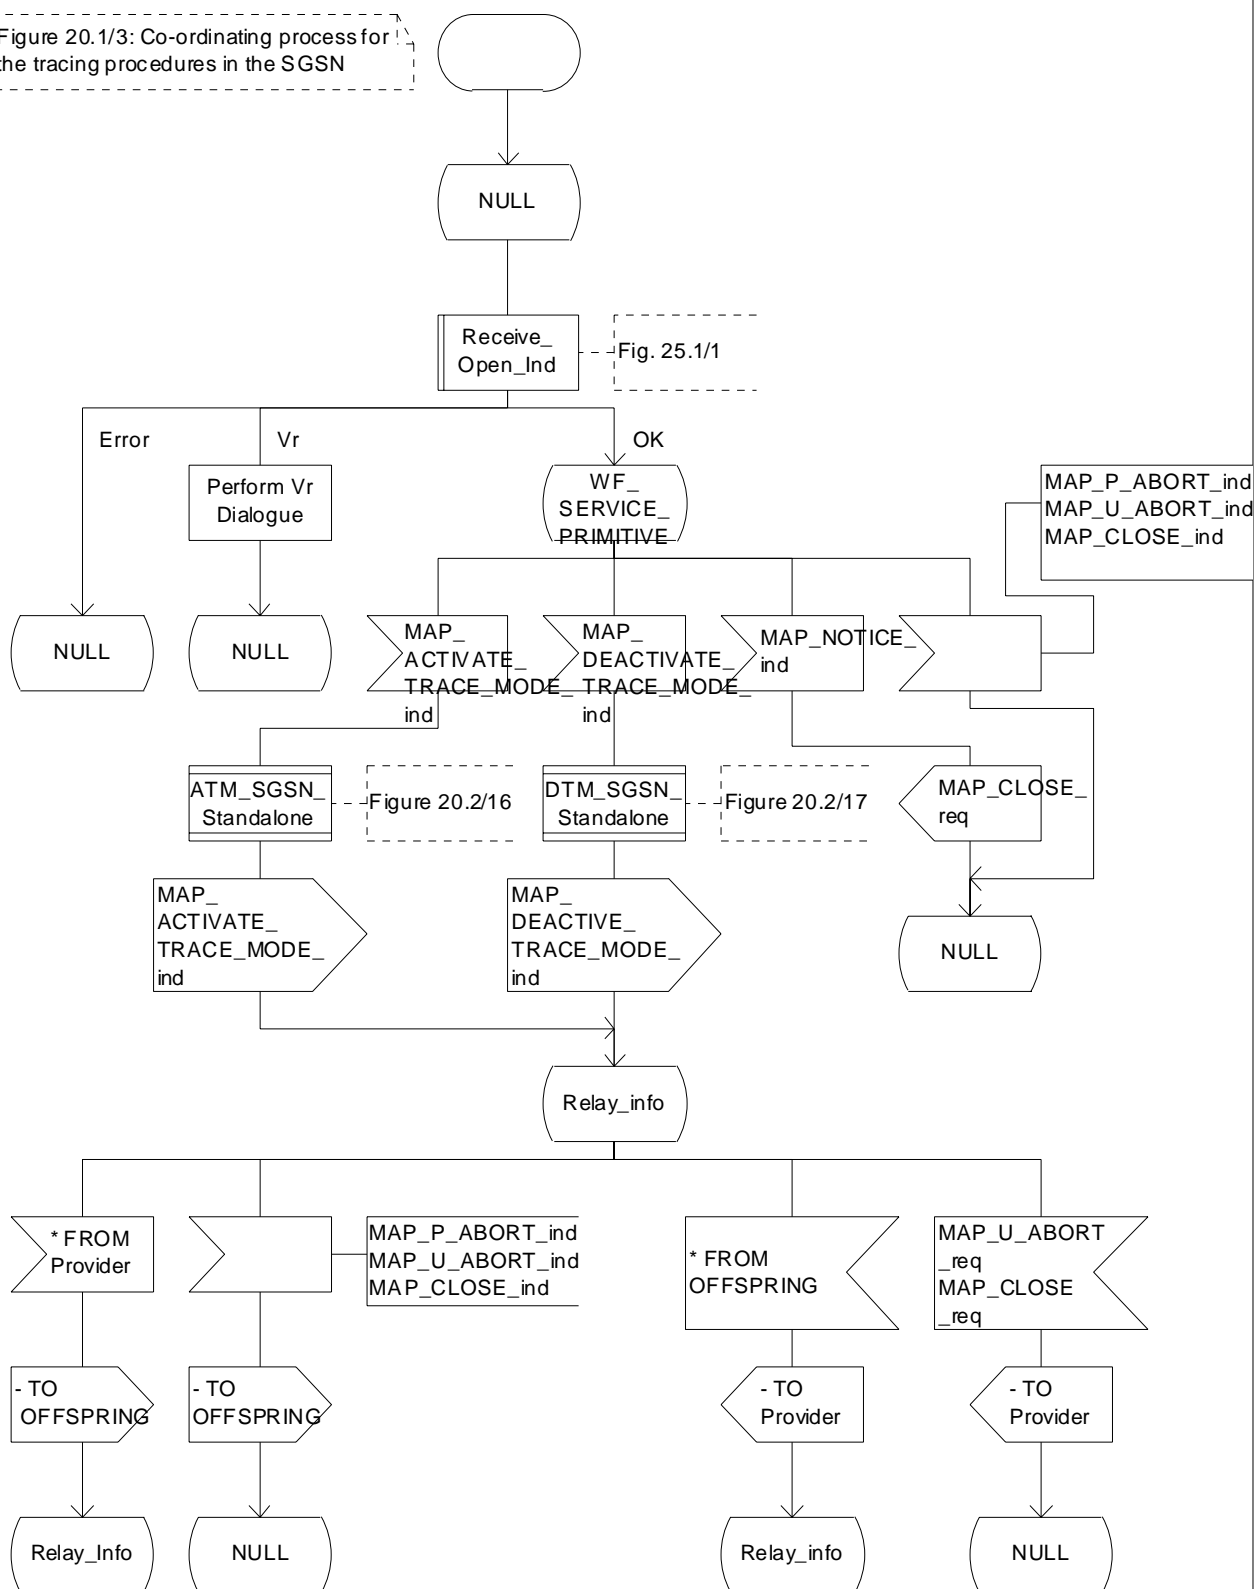 Figure 20.1/3: Co-ordinating process for
the tracing procedures in the SGSN
NULL
Receive_
Open_Ind
Fig. 25.1/1
Error
Vr
OK
Perform Vr
Dialogue
WF_
SERVICE_
PRIMITIVE
MAP_P_ABORT_ind
MAP_U_ABORT_ind
MAP_CLOSE_ind
NULL
NULL
MAP_
ACTIVATE_
TRACE_MODE_
ind
MAP_
DEACTIVATE_
TRACE_MODE_
ind
MAP_NOTICE_
ind
ATM_SGSN_
Standalone
Figure 20.2/16
DTM_SGSN_
Standalone
Figure 20.2/17
MAP_CLOSE_
req
MAP_
ACTIVATE_
TRACE_MODE_
ind
MAP_
DEACTIVE_
TRACE_MODE_
ind
NULL
Relay_info
* FROM
Provider
MAP_P_ABORT_ind
MAP_U_ABORT_ind
MAP_CLOSE_ind
* FROM
OFFSPRING
MAP_U_ABORT
_req
MAP_CLOSE
_req
- TO
OFFSPRING
- TO
OFFSPRING
- TO
Provider
- TO
Provider
Relay_Info
NULL
Relay_info
NULL